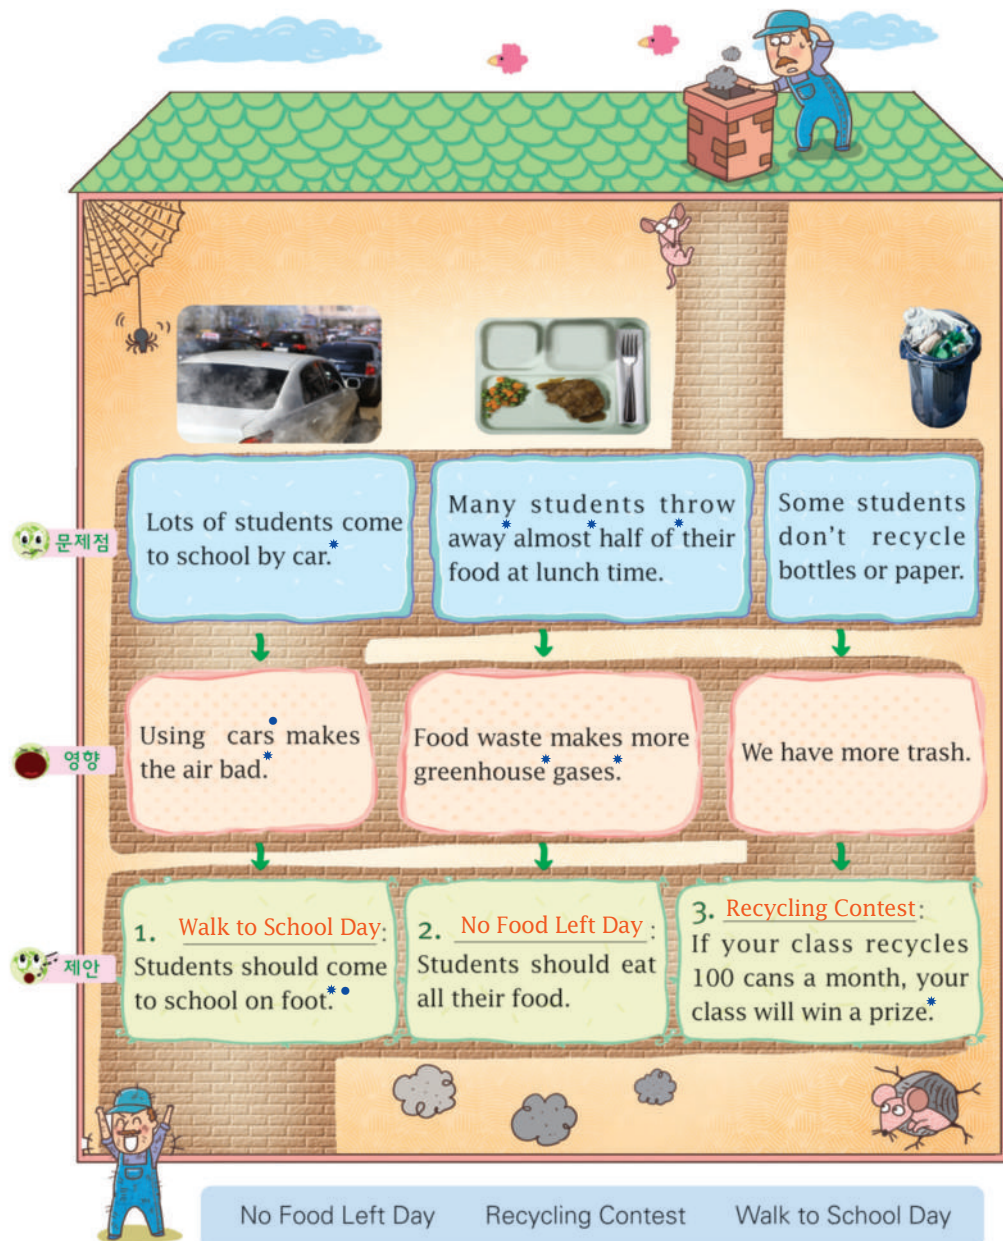 문제점
Lots of students come
to school by car.
Many students throw
away almost half of their
food at lunch time.
Some students
don't recycle
bottles or paper.
영향
Using cars makes
the air bad.
Food waste makes more
greenhouse gases.
We have more trash.
제안
1. Walk to School Day:
Students should come
to school on foot.
2. No Food Left Day:
Students should eat
all their food.
3. Recycling Contest:
If your class recycles
100 cans a month, your
class will win a prize.
No Food Left Day Recycling Contest Walk to School Day